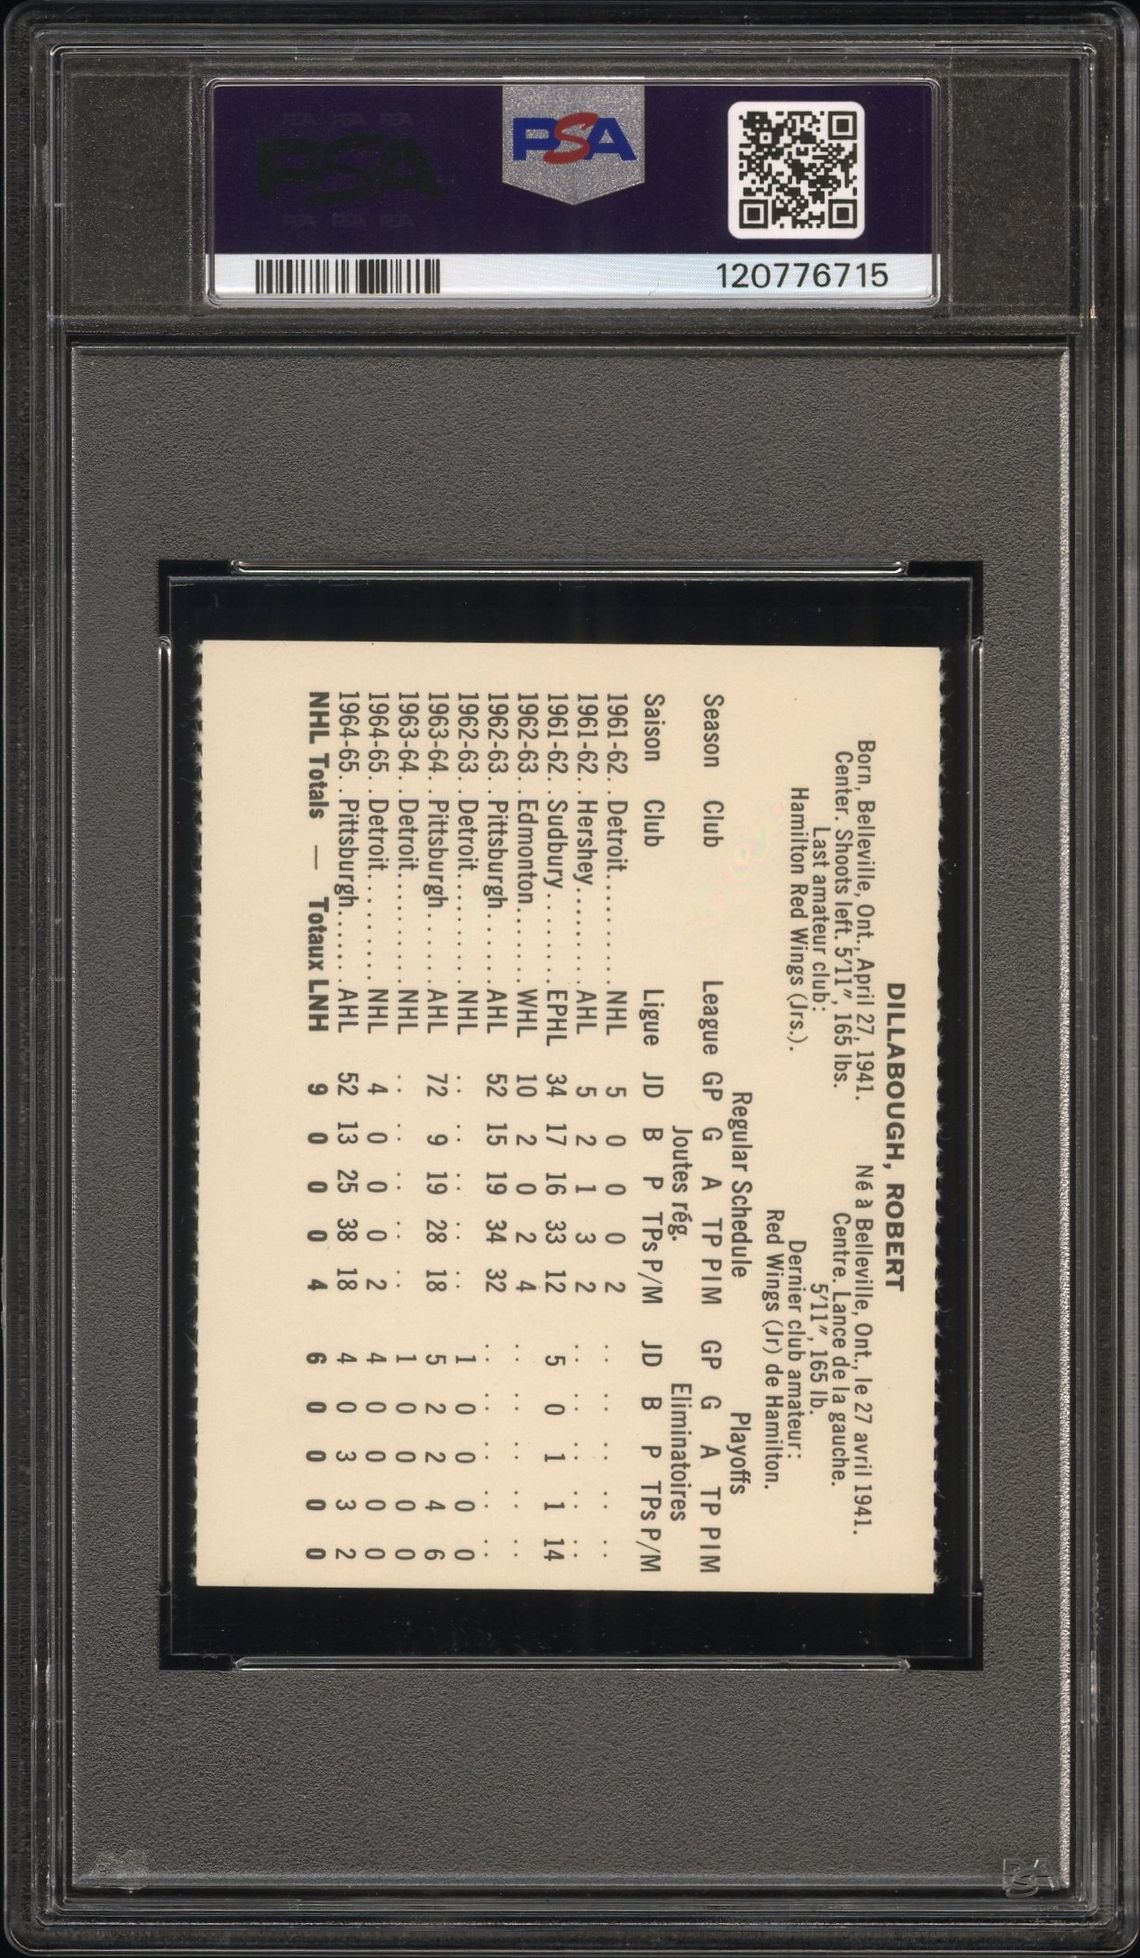 PSA
PSA
120776715
DILLABOUGH, ROBERT
Born, Belleville, Ont., April 27, 1941. Né à Belleville, Ont., le 27 avril 1941.
Center. Shoots left. 5'11", 165 lbs. Centre. Lance de la gauche.
Last amateur club: 5'11", 165 lb.
Hamilton Red Wings (Jrs.). Dernier club amateur:
Red Wings (Jr) de Hamilton.
Regular Schedule Playoffs
Season Club League GP G A TP PIM GP G A TP PIM
Joutes rég. Eliminatoires
Saison Club Ligue JD B P TPs P/M JD B P TPs P/M
1961-62. . Detroit. . . . . . . . . NHL 5 0 0 0 2 . . . . . . . . . .
1961-62. . Hershey. . . . . . . . AHL 5 2 1 3 2 . . . . . . . . . .
1961-62. . Sudbury. . . . . . . . EPHL 34 17 16 33 12 5 0 1 1 14
1962-63. . Edmonton. . . . . . WHL 10 2 0 2 4 . . . . . . . . . .
1962-63. . Pittsburgh. . . . . . AHL 52 15 19 34 32 . . . . . . . . . .
1962-63. . Detroit. . . . . . . . . NHL . . . . . . . . . . 1 0 0 0 0
1963-64. . Pittsburgh. . . . . . AHL 72 9 19 28 18 5 2 2 4 6
1963-64. . Detroit. . . . . . . . . NHL . . . . . . . . . . 1 0 0 0 0
1964-65. . Detroit. . . . . . . . . NHL 4 0 0 0 2 4 0 0 0 0
1964-65. . Pittsburgh. . . . . . AHL 52 13 25 38 18 4 0 3 3 2
NHL Totals — Totaux LNH 9 0 0 0 4 6 0 0 0 0
PSA